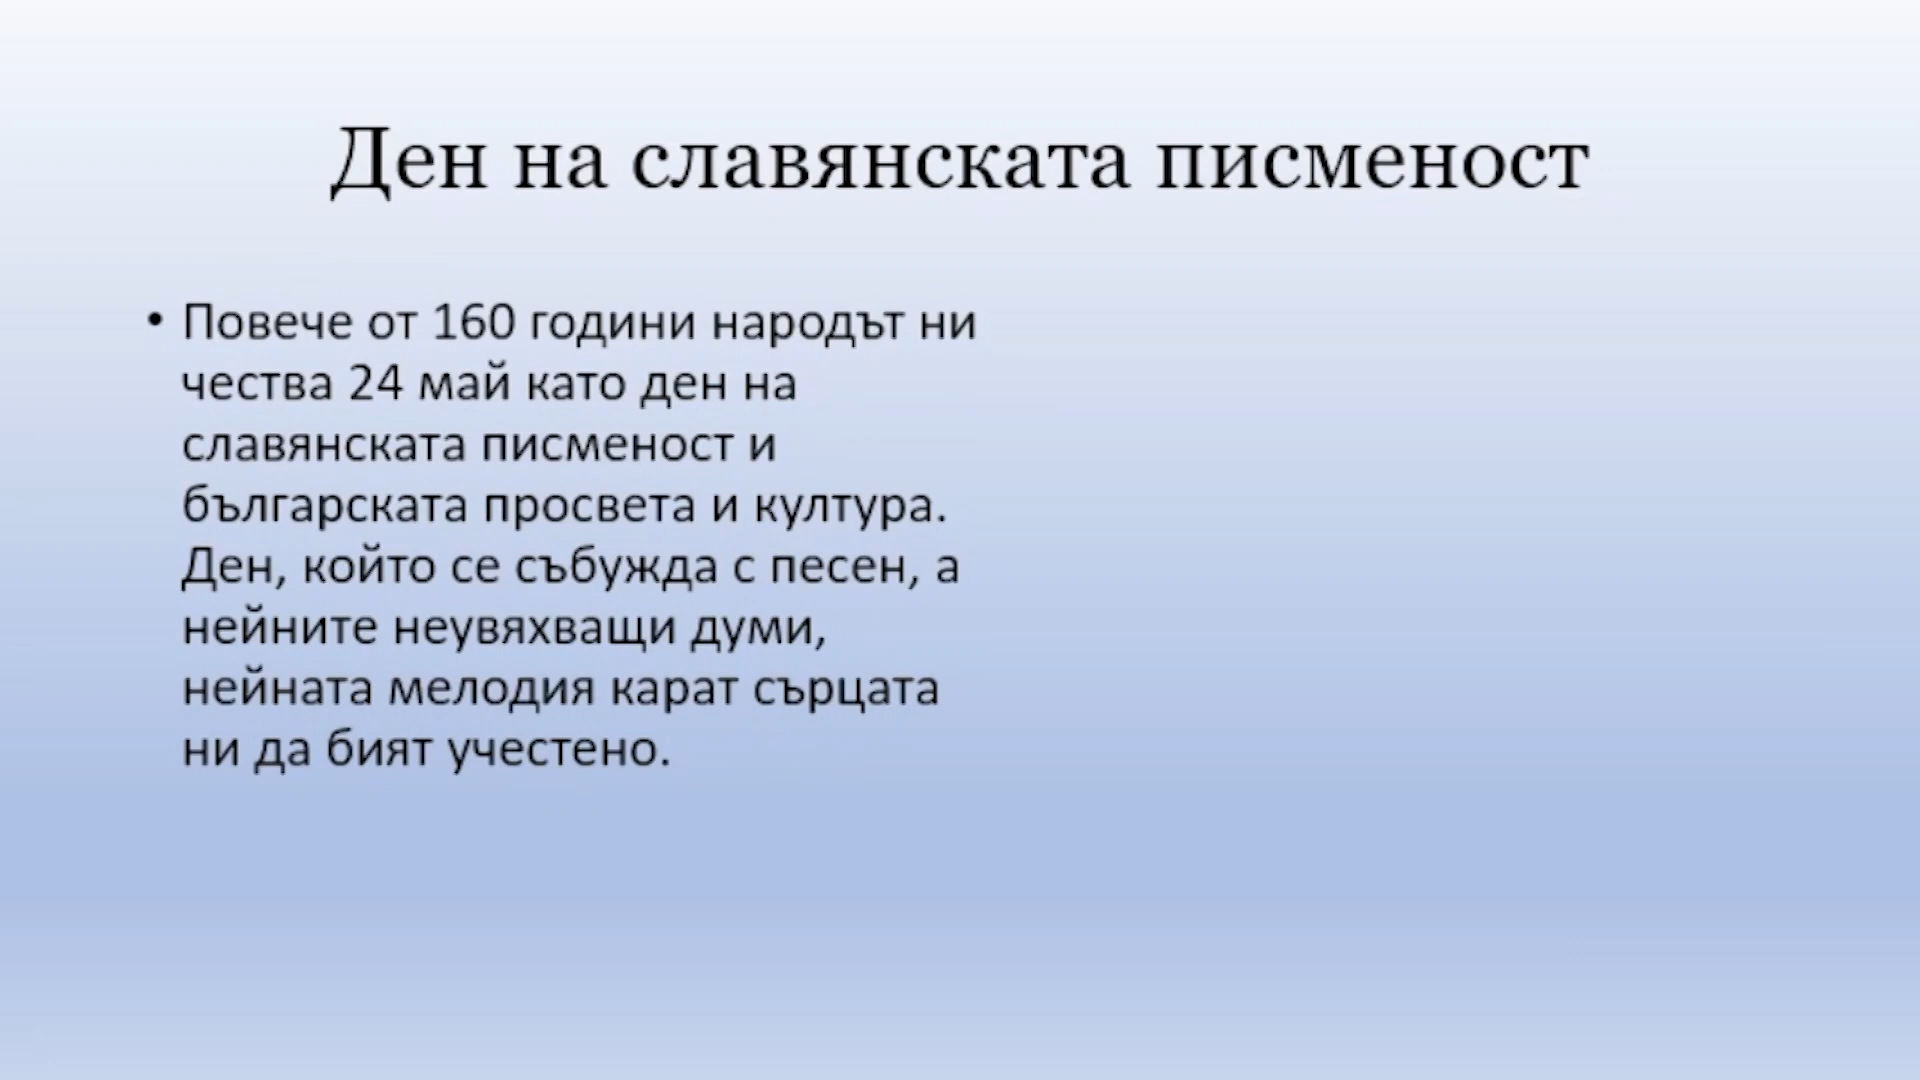 Ден на славянската писменост
• Повече от 160 години народът ни
чества 24 май като ден на
славянската писменост и
българската просвета и култура.
Ден, който се събужда с песен, а
нейните неувяхващи думи,
нейната мелодия карат сърцата
ни да бият учестено.